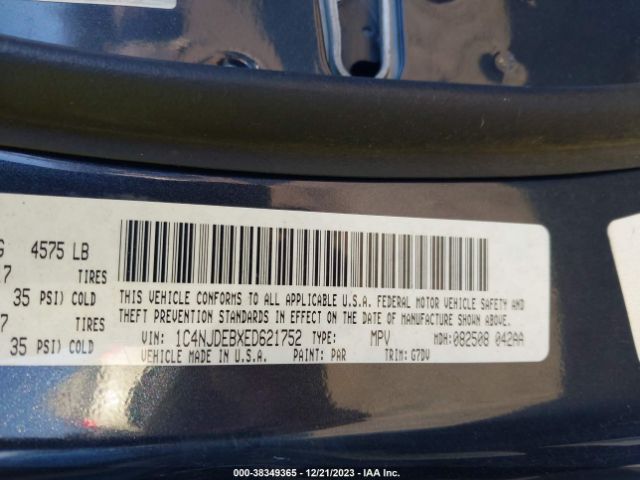 4575 LB
TIRES
35 PSI) COLD
TIRES
35 PSI) COLD
THIS VEHICLE CONFORMS TO ALL APPLICABLE U.S.A. FEDERAL MOTOR VEHICLE SAFETY AND
THEFT PREVENTION STANDARDS IN EFFECT ON THE DATE OF MANUFACTURE SHOWN ABOVE.
VIN: 1C4NJDEBXED621752 TYPE: MPV MDH:082508 042AA
VEHICLE MADE IN U.S.A. PAINT: PAR TRIM: G7DV
000-38349365 - 12/21/2023 - IAA Inc.